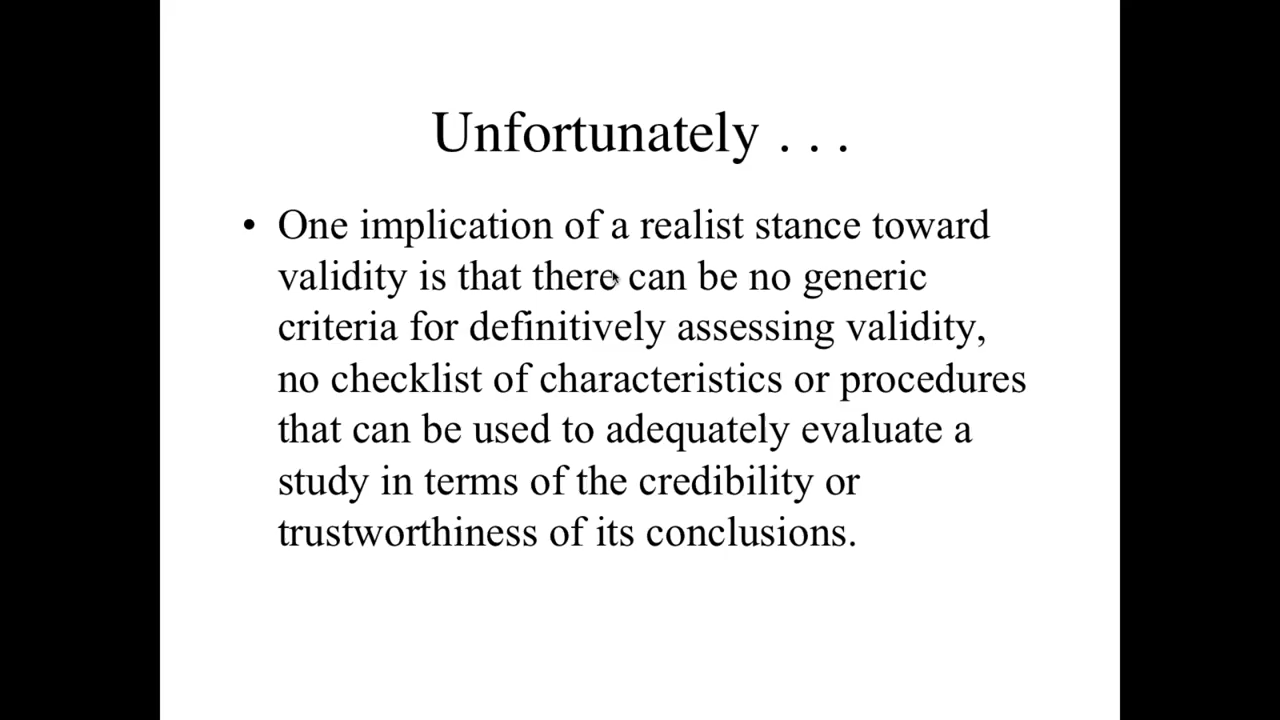 Unfortunately . . .
• One implication of a realist stance toward
validity is that there can be no generic
criteria for definitively assessing validity,
no checklist of characteristics or procedures
that can be used to adequately evaluate a
study in terms of the credibility or
trustworthiness of its conclusions.